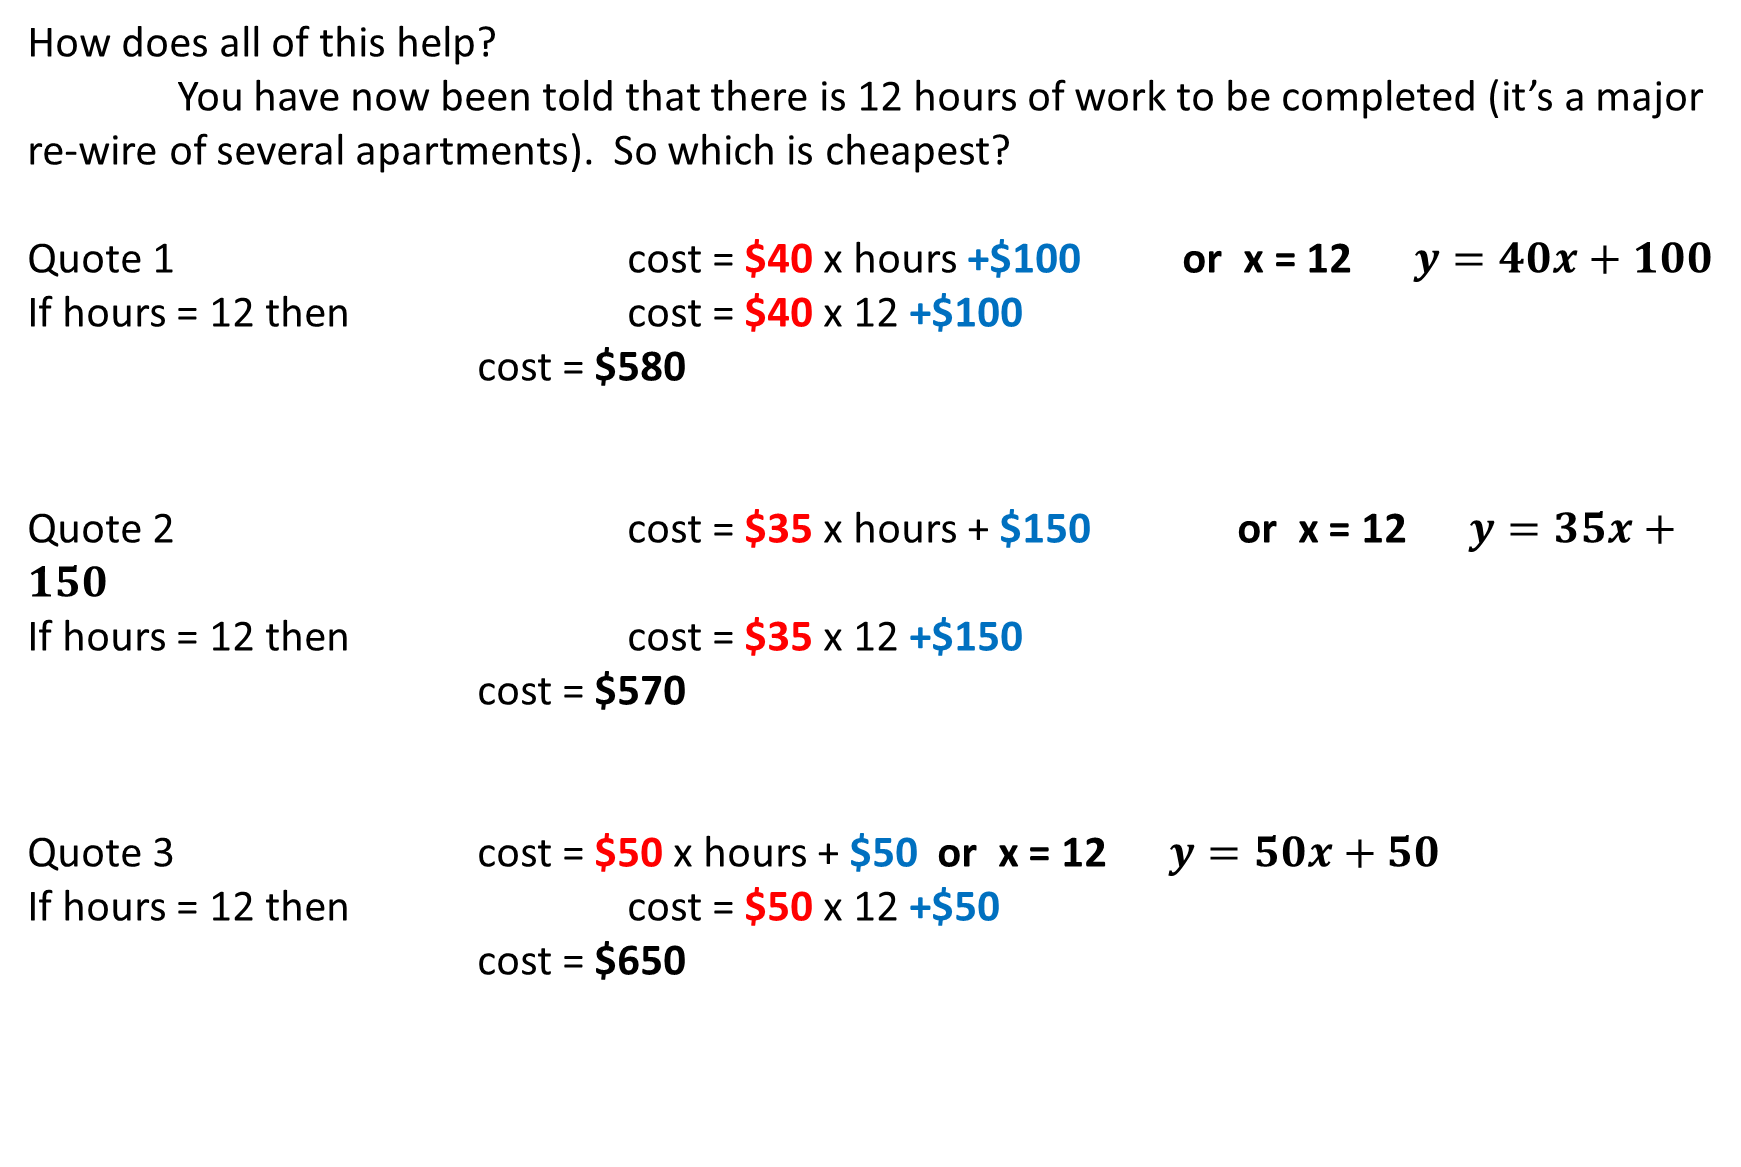 How does all of this help?
You have now been told that there is 12 hours of work to be completed (it’s a major
re-wire of several apartments).  So which is cheapest?
Quote 1 cost = $40 x hours +$100 or x = 12 y = 40x + 100
If hours = 12 then cost = $40 x 12 +$100
cost = $580
Quote 2 cost = $35 x hours + $150 or x = 12 y = 35x +
150
If hours = 12 then cost = $35 x 12 +$150
cost = $570
Quote 3 cost = $50 x hours + $50 or x = 12 y = 50x + 50
If hours = 12 then cost = $50 x 12 +$50
cost = $650